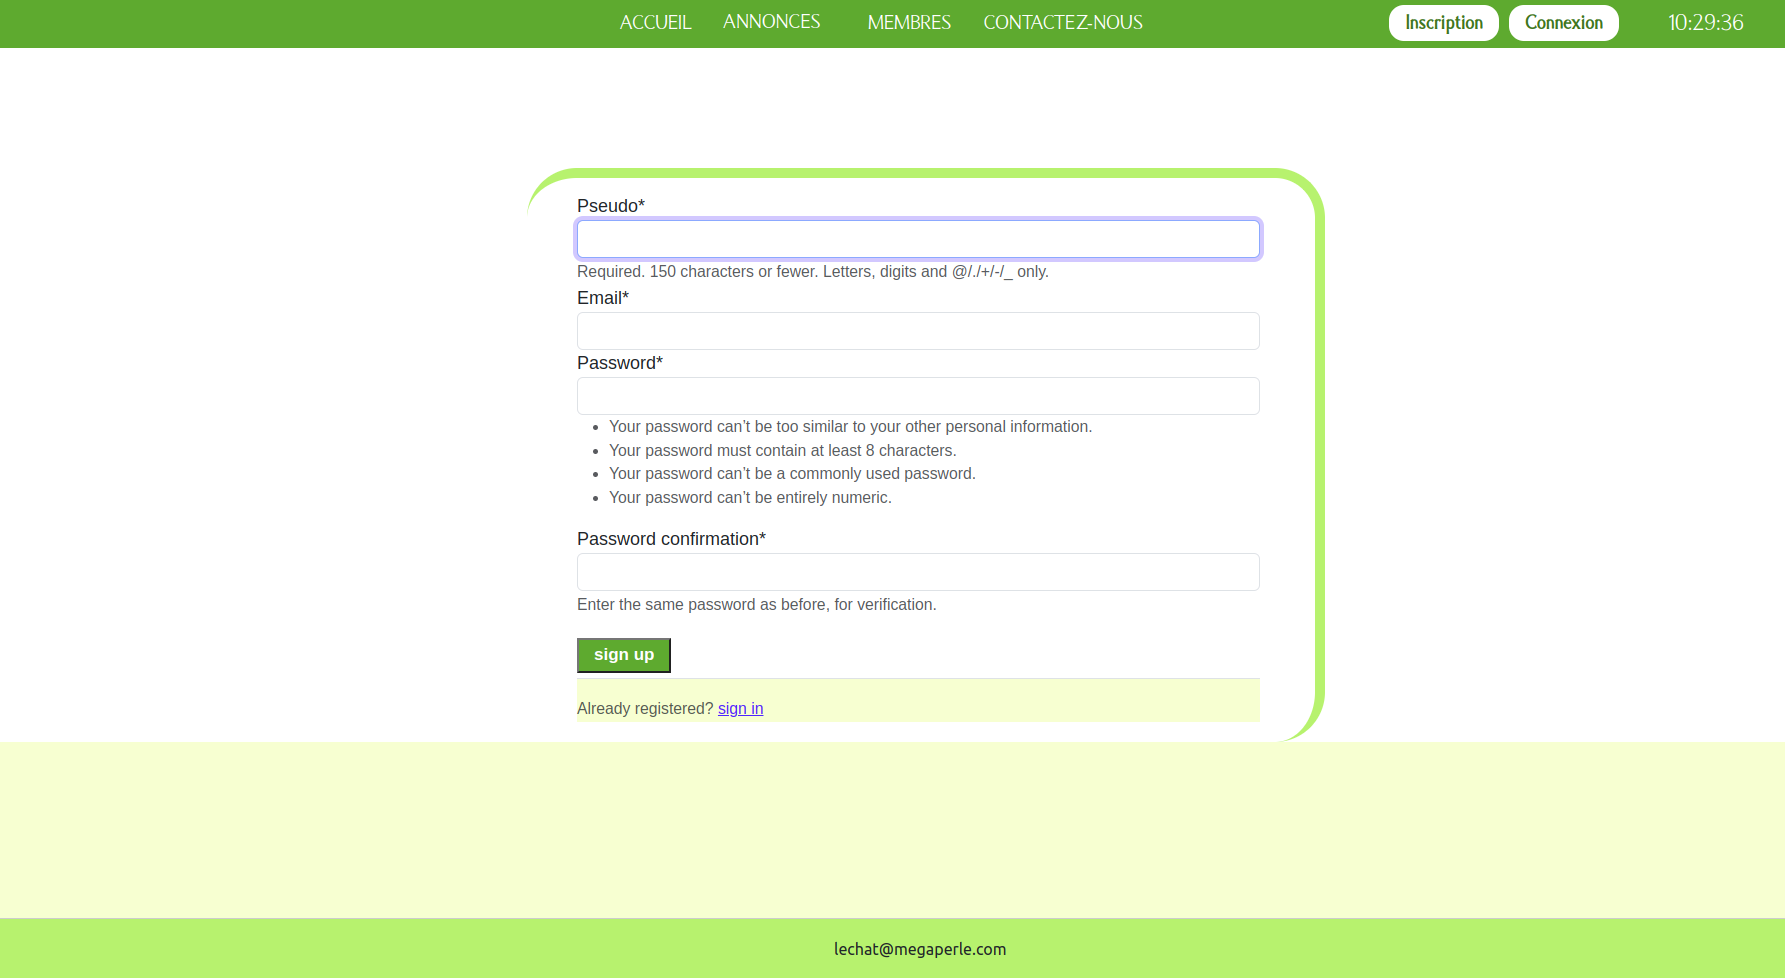 ACCUEIL ANNONCES MEMBRES CONTACTEZ-NOUS Inscription Connexion 10:29:36
Pseudo*
Required. 150 characters or fewer. Letters, digits and @/./+/-/_ only.
Email*
Password*
• Your password can’t be too similar to your other personal information.
• Your password must contain at least 8 characters.
• Your password can’t be a commonly used password.
• Your password can’t be entirely numeric.
Password confirmation*
Enter the same password as before, for verification.
sign up
Already registered? sign in
lechat@megaperle.com